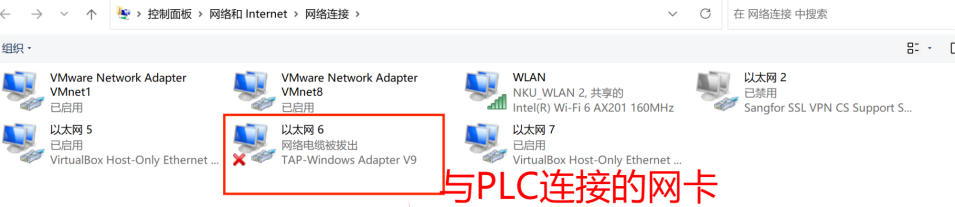 控制面板 > 网络和 Internet > 网络连接 >
在 网络连接 中搜索
组织
VMware Network Adapter VMnet1
已启用
VMware Network Adapter VMnet8
已启用
WLAN
NKU_WLAN 2, 共享的
Intel(R) Wi-Fi 6 AX201 160MHz
以太网 2
已禁用
Sangfor SSL VPN CS Support S...
以太网 5
已启用
VirtualBox Host-Only Ethernet ...
以太网 6
网络电缆被拔出
TAP-Windows Adapter V9
以太网 7
已启用
VirtualBox Host-Only Ethernet ...
与PLC连接的网卡